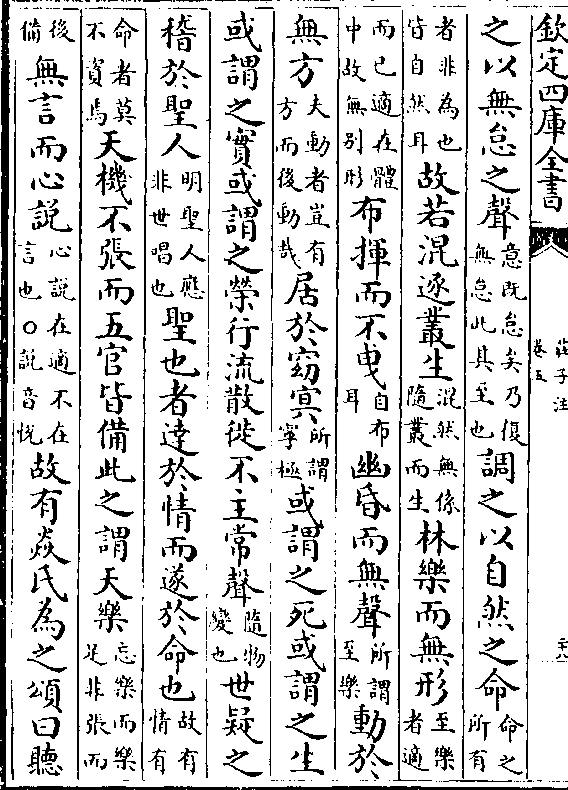 欽定四庫全書
莊子注
卷五
之以無怠之聲意既怠矣乃復無怠此其至也調之以自然之命命之所有
者非為也皆自然耳故若混逐叢生混然無係隨叢而生林樂而無形至樂者適
而已適在體中故無別形布揮而不曳自布耳幽昏而無聲所謂至樂動於
無方夫動者豈有方而後動哉居於窈冥所謂寧極或謂之死或謂之生
或謂之實或謂之榮行流散徙不主常聲隨物變也世疑之
稽於聖人明聖人應非世唱也聖也者達於情而遂於命也故有情有
命者莫不資焉天機不張而五官皆備此之謂天樂忘樂而樂足非張而
後備無言而心說心說在適不在言也○說音悅故有焱氏為之頌曰聽